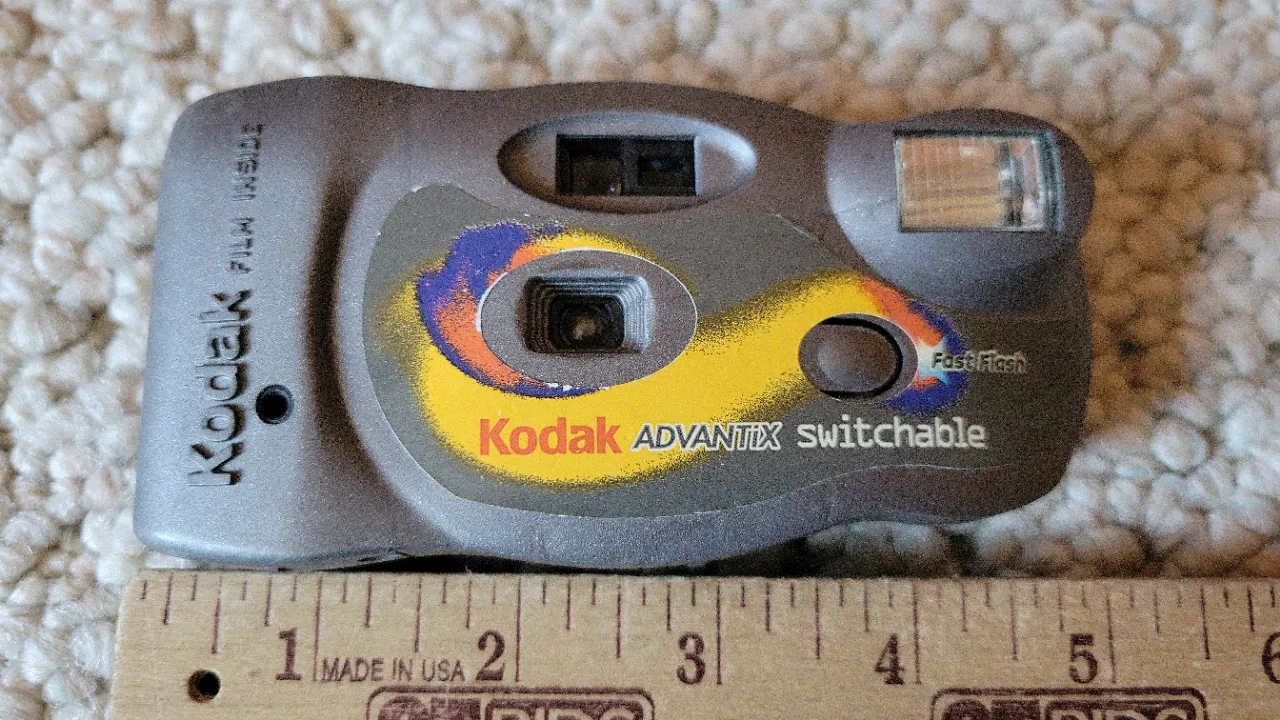 Kodak FILM INSIDE
Fast Flash
Kodak ADVANTiX switchable
1 2 3 4 5 6
MADE IN USA